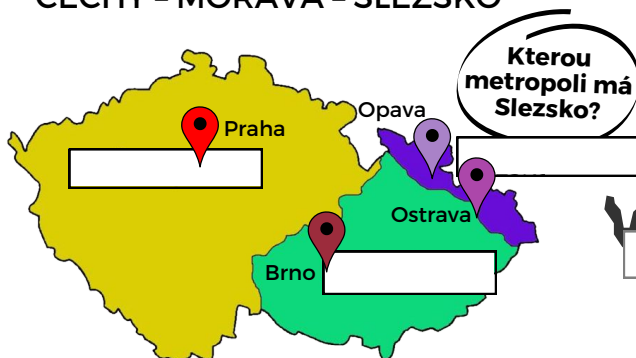 ČECHY – MORAVA – SLEZSKO
Kterou
metropoli má
Slezsko?
Opava
Praha
Ostrava
Brno